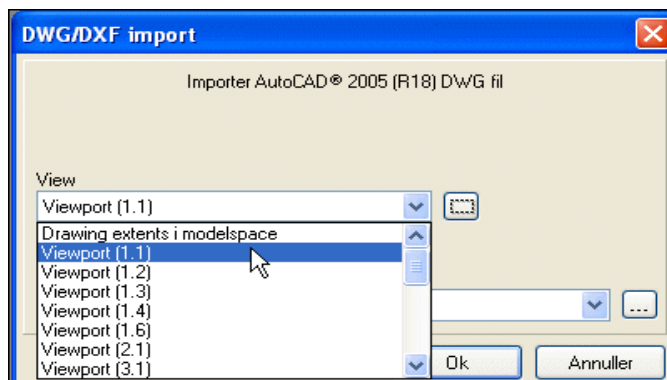 DWG/DXF import
Importer AutoCAD® 2005 (R18) DWG fil
View
Viewport (1.1)
Drawing extents i modelspace
Viewport (1.1)
Viewport (1.2)
Viewport (1.3)
Viewport (1.4)
Viewport (1.6)
Viewport (2.1)
Viewport (3.1)
...
Ok
Annuller